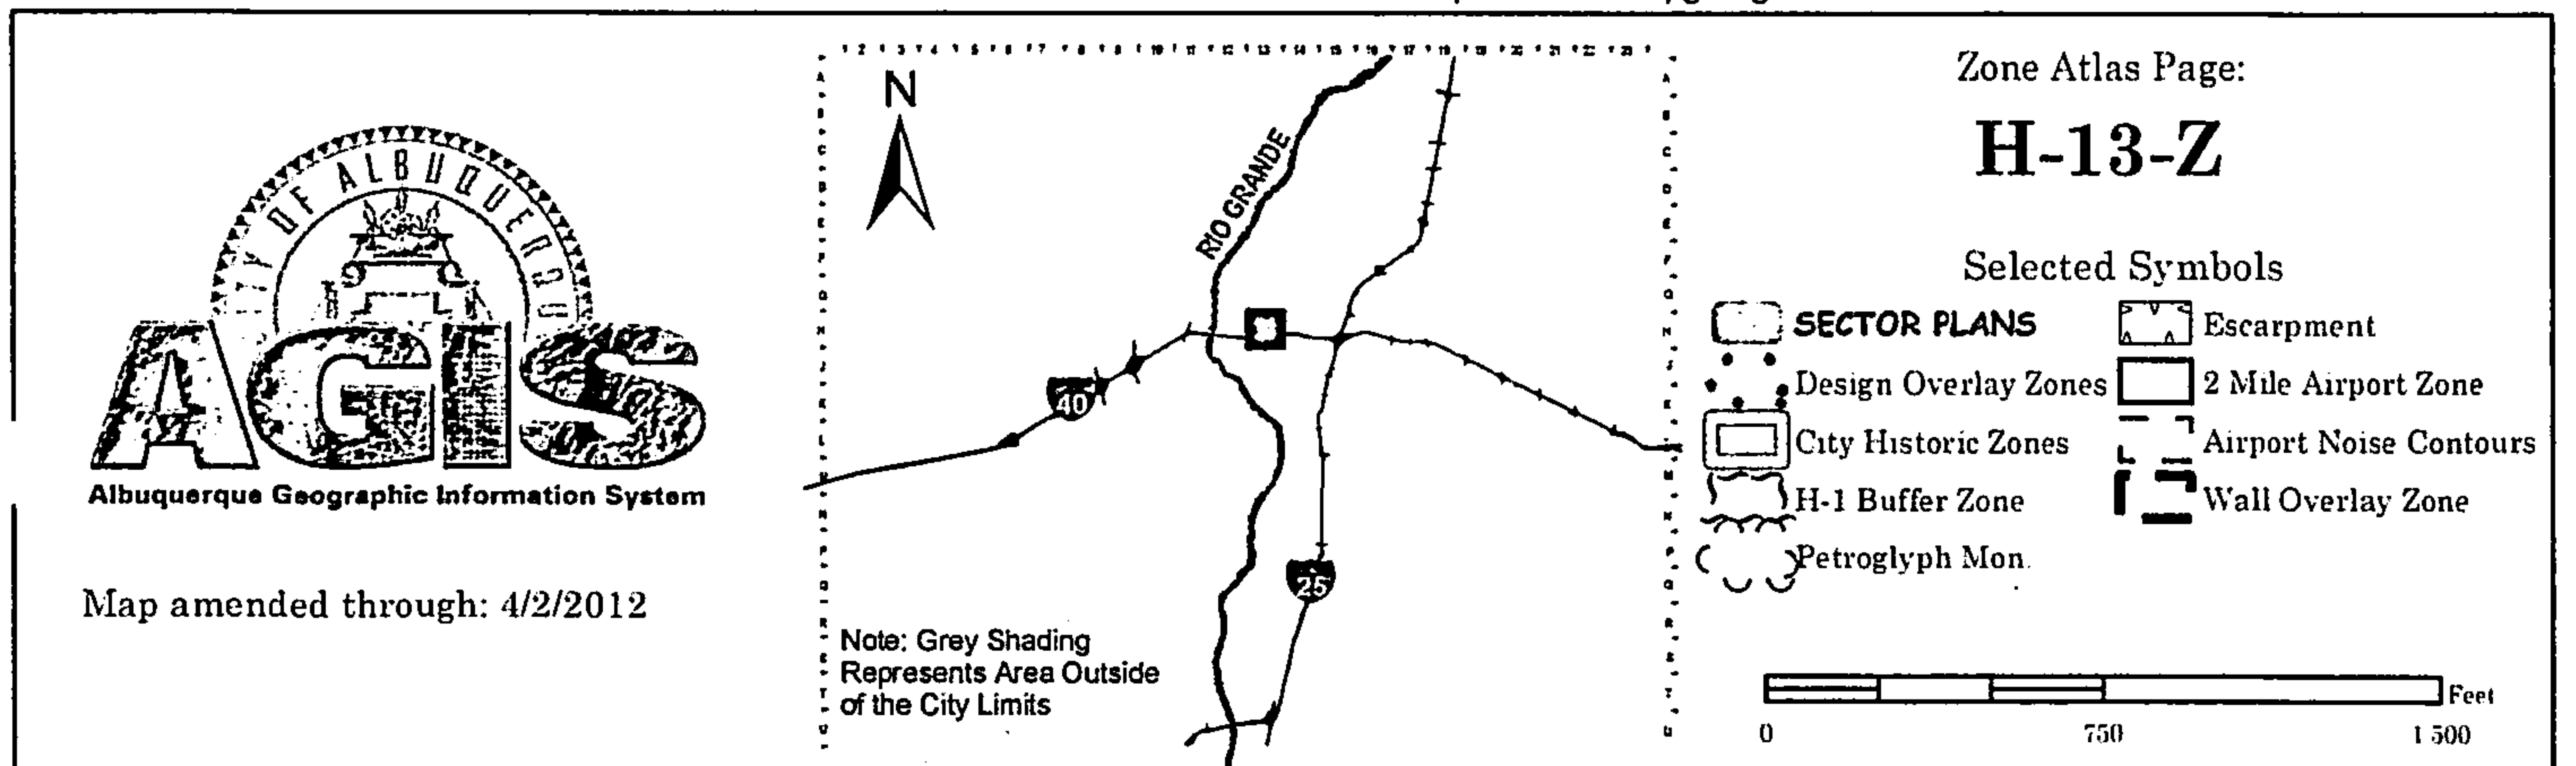 CITY OF ALBUQUERQUE
AGIS
Albuquerque Geographic Information System
Map amended through: 4/2/2012
N
RIO GRANDE
40
25
Note: Grey Shading
Represents Area Outside
of the City Limits
Zone Atlas Page:
H-13-Z
Selected Symbols
SECTOR PLANS
Escarpment
Design Overlay Zones
2 Mile Airport Zone
City Historic Zones
Airport Noise Contours
H-1 Buffer Zone
Wall Overlay Zone
Petroglyph Mon.
Feet
0 750 1 500